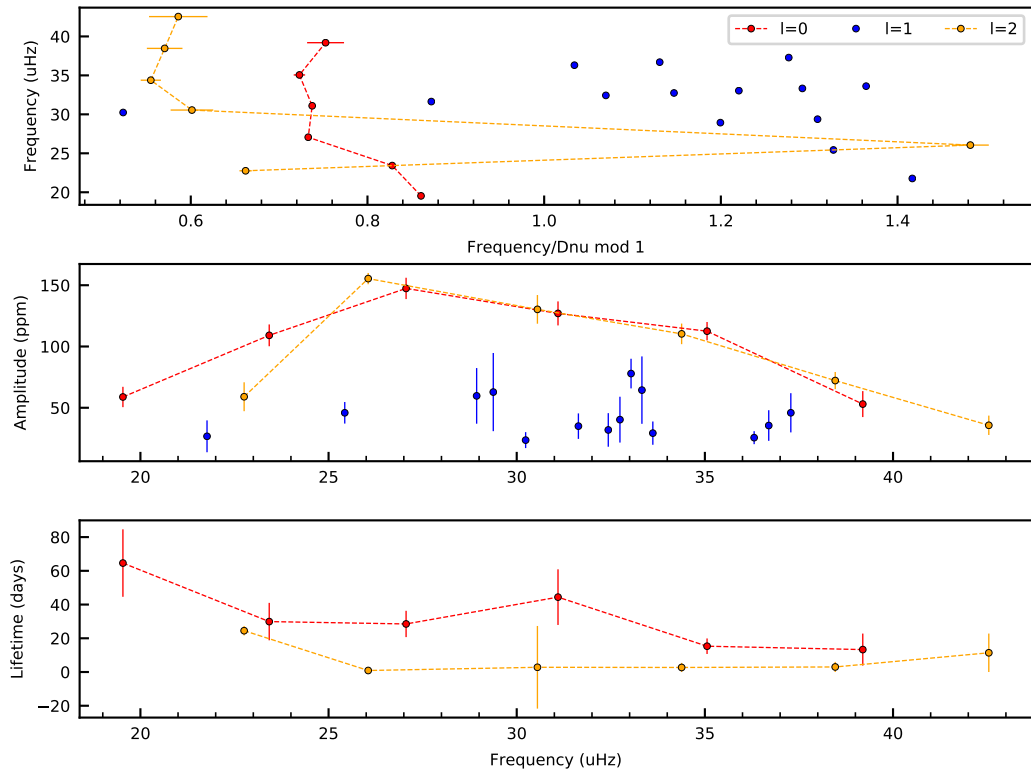 l=0 l=1 l=2
40
35
30
25
20
Frequency (uHz)
0.6 0.8 1.0 1.2 1.4
Frequency/Dnu mod 1
150
100
50
Amplitude (ppm)
20 25 30 35 40
80
60
40
20
0
−20
Lifetime (days)
20 25 30 35 40
Frequency (uHz)